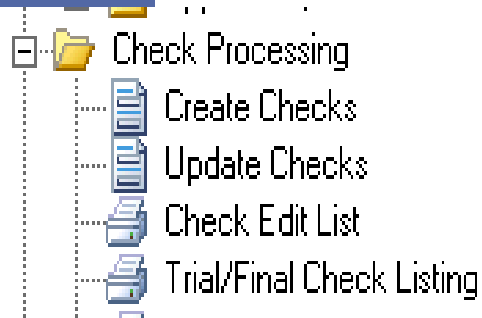 Check Processing
Create Checks
Update Checks
Check Edit List
Trial/Final Check Listing